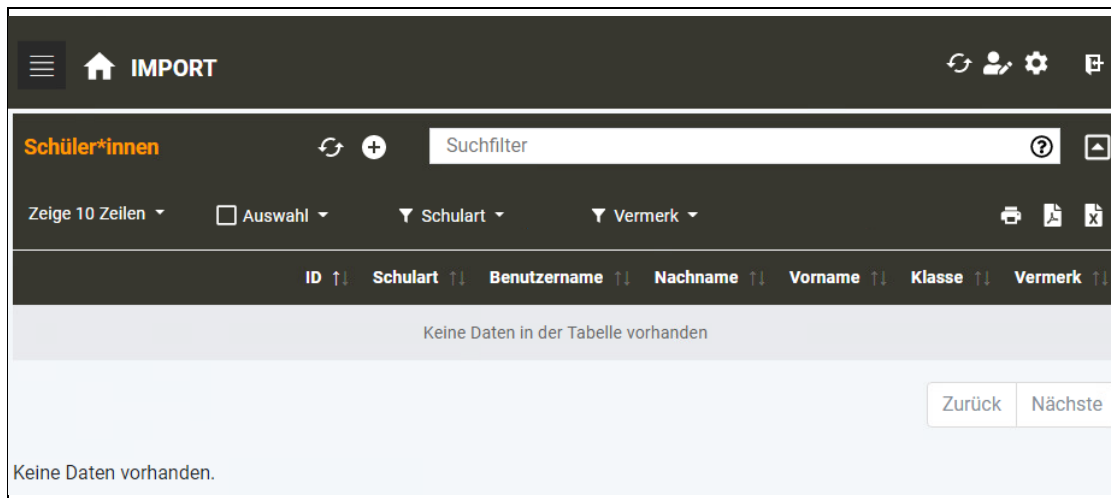 IMPORT
Schüler*innen Suchfilter
Zeige 10 Zeilen Auswahl Schulart Vermerk
ID Schulart Benutzername Nachname Vorname Klasse Vermerk
Keine Daten in der Tabelle vorhanden
Zurück Nächste
Keine Daten vorhanden.